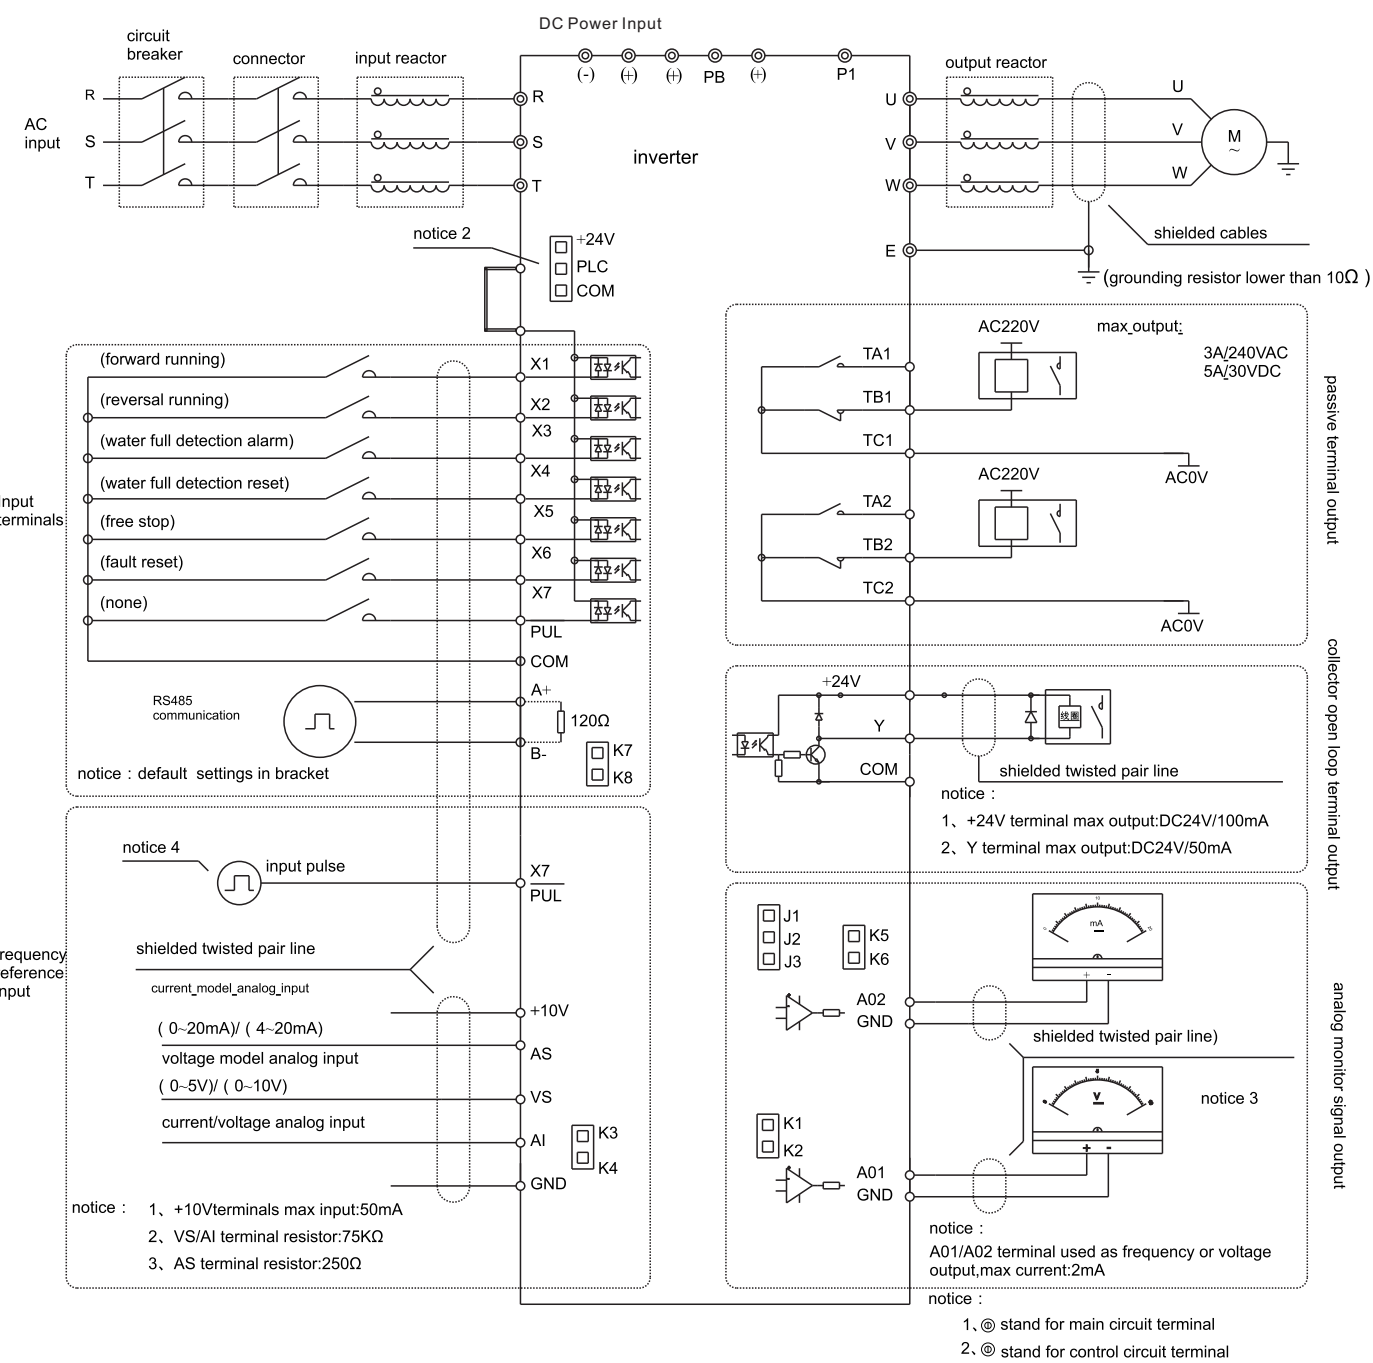 DC Power Input
circuit
breaker
connector
input reactor
(-)
(+)
(+)
PB
(+)
P1
output reactor
AC
input
R
S
T
R
S
T
inverter
U
V
W
U
V
W
M
~
notice 2
+24V
PLC
COM
E
shielded cables
(grounding resistor lower than 10Ω )
Input
terminals
(forward running)
X1
(reversal running)
X2
(water full detection alarm)
X3
(water full detection reset)
X4
(free stop)
X5
(fault reset)
X6
(none)
X7
PUL
COM
RS485
communication
A+
120Ω
B-
K7
K8
notice : default settings in bracket
AC220V
max_output:
3A/240VAC
5A/30VDC
TA1
TB1
TC1
AC0V
AC220V
TA2
TB2
TC2
AC0V
passive terminal output
+24V
Y
COM
线圈
shielded twisted pair line
notice :
1、+24V terminal max output:DC24V/100mA
2、Y terminal max output:DC24V/50mA
collector open loop terminal output
requency
eference
nput
notice 4
input pulse
X7
PUL
shielded twisted pair line
current_model_analog_input
+10V
( 0~20mA)/ ( 4~20mA)
AS
voltage model analog input
( 0~5V)/ ( 0~10V)
VS
current/voltage analog input
AI
K3
K4
GND
notice :
1、+10Vterminals max input:50mA
2、VS/AI terminal resistor:75KΩ
3、AS terminal resistor:250Ω
J1
J2
J3
K5
K6
10
mA
+ -
A02
GND
shielded twisted pair line)
V
+ -
notice 3
K1
K2
A01
GND
analog monitor signal output
notice :
A01/A02 terminal used as frequency or voltage
output,max current:2mA
notice :
1、 stand for main circuit terminal
2、 stand for control circuit terminal